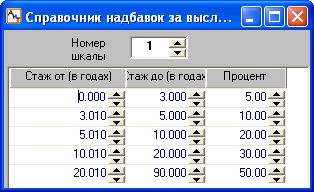 Справочник надбавок за высл...
Номер
шкалы
1
Стаж от (в годах) Стаж до (в годах Процент
0.000 3.000 5.00
3.010 5.000 10.00
5.010 10.000 20.00
10.010 20.000 30.00
20.010 90.000 50.00